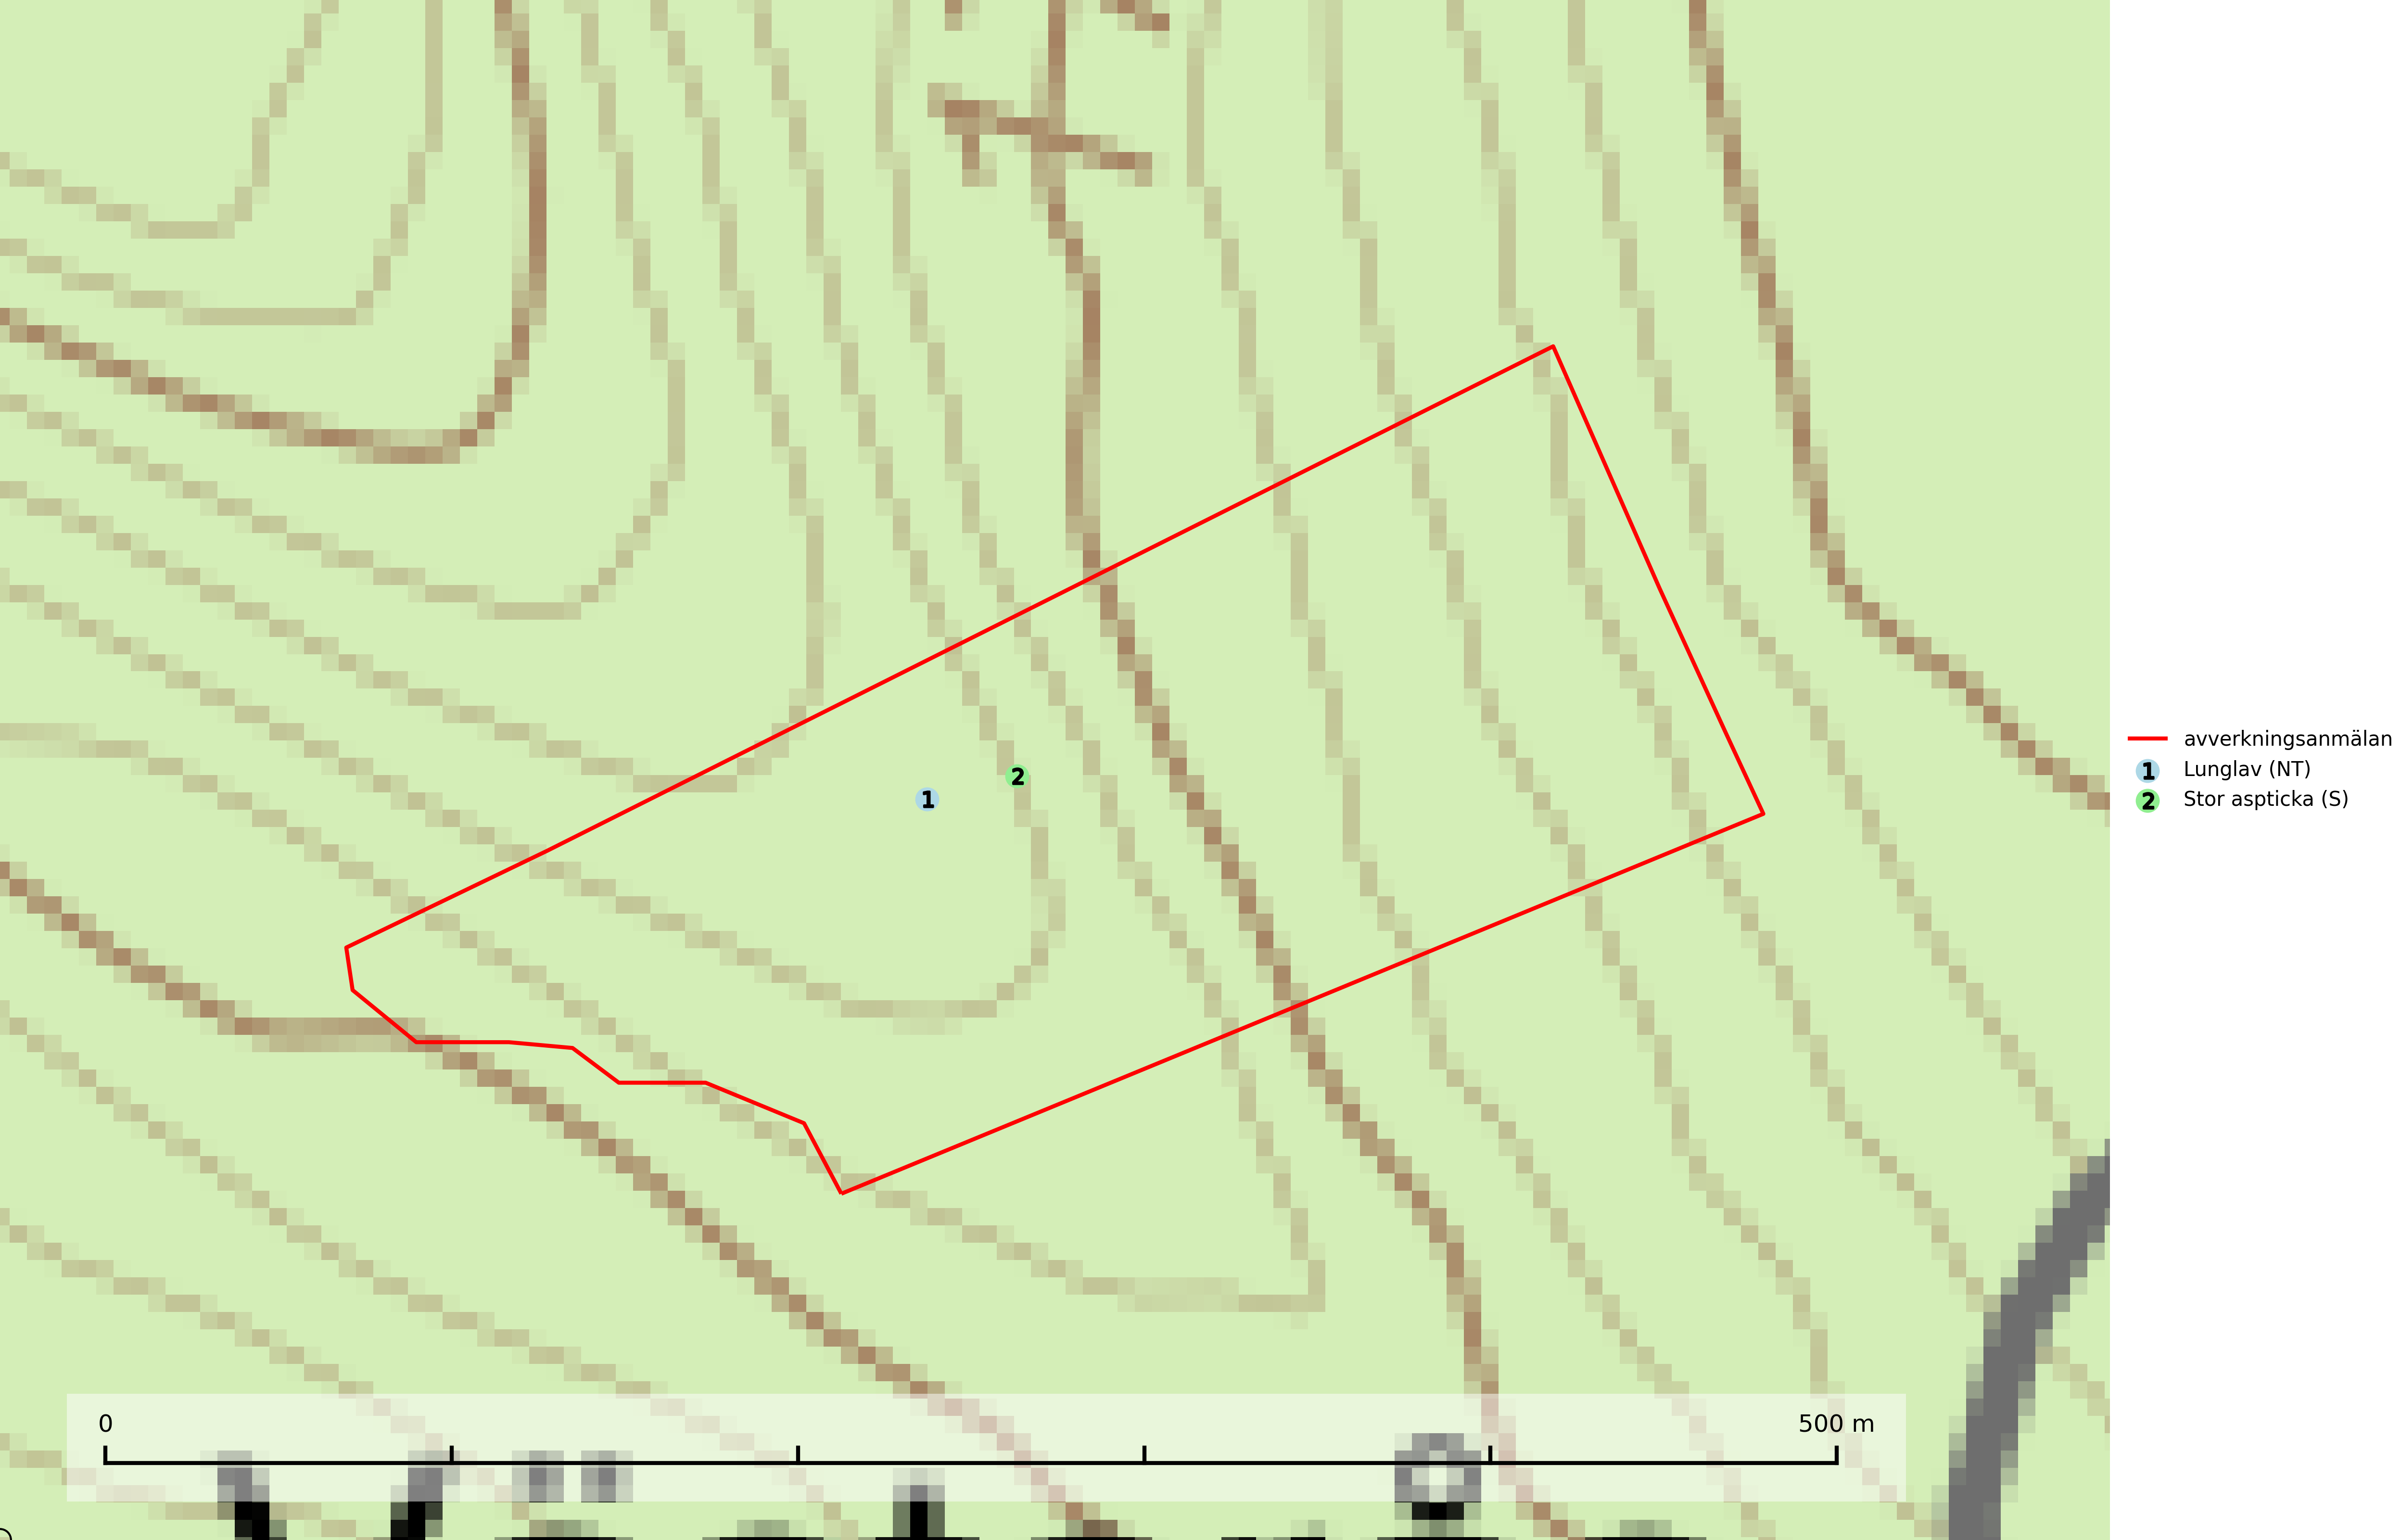 2
1
avverkningsanmälan
1 Lunglav (NT)
2 Stor aspticka (S)
0
500 m